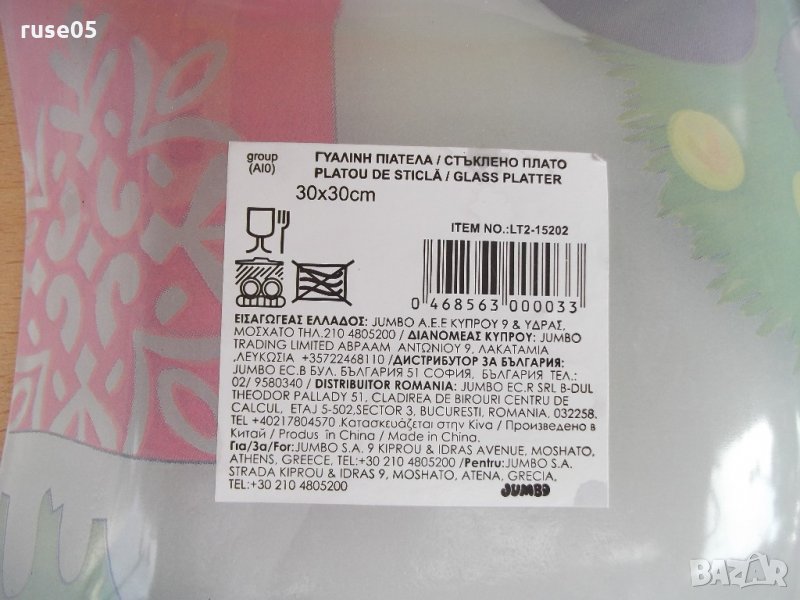 ruse05
group
(AI0)
ΓΥΑΛΙΝΗ ΠΙΑΤΕΛΑ / СТЪКЛЕНО ПЛАТО
PLATOU DE STICLĂ / GLASS PLATTER
30x30cm
ITEM NO.:LT2-15202
0 468563 000033
ΕΙΣΑΓΩΓΕΑΣ ΕΛΛΑΔΟΣ: JUMBO A.E.E ΚΥΠΡΟΥ 9 & ΥΔΡΑΣ,
ΜΟΣΧΑΤΟ ΤΗΛ.210 4805200 / ΔΙΑΝΟΜΕΑΣ ΚΥΠΡΟΥ: JUMBO
TRADING LIMITED ΑΒΡΑΑΜ ΑΝΤΩΝΙΟΥ 9, ΛΑΚΑΤΑΜΙΑ
,ΛΕΥΚΩΣΙΑ +35722468110 /ДИСТРИБУТОР ЗА БЪЛГАРИЯ:
JUMBO EC.B БУЛ. БЪЛГАРИЯ 51 СОФИЯ, БЪЛГАРИЯ ТЕЛ.:
02/ 9580340 / DISTRIBUITOR ROMANIA: JUMBO EC.R SRL B-DUL
THEODOR PALLADY 51, CLADIREA DE BIROURI CENTRU DE
CALCUL, ETAJ 5-502,SECTOR 3, BUCURESTI, ROMANIA. 032258,
TEL +40217804570 .Κατασκευάζεται στην Κίνα / Произведено в
Китай / Produs în China / Made in China.
Για/За/For:JUMBO S.A. 9 KIPROU & IDRAS AVENUE, MOSHATO,
ATHENS, GREECE, TEL:+30 210 4805200 /Pentru:JUMBO S.A.
STRADA KIPROU & IDRAS 9, MOSHATO, ATENA, GRECIA,
TEL:+30 210 4805200
JUMBO
BAZAR